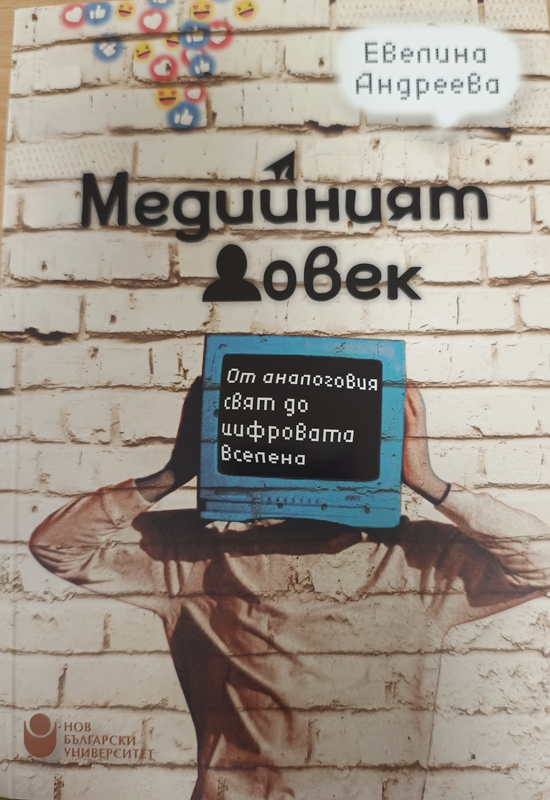 Евелина
Андреева
Медийният
човек
От аналоговия
свят до
цифровата
вселена
НОВ
БЪЛГАРСКИ
УНИВЕРСИТЕТ